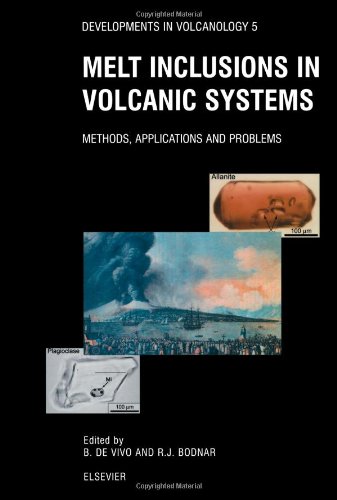 DEVELOPMENTS IN VOLCANOLOGY 5
MELT INCLUSIONS IN
VOLCANIC SYSTEMS
METHODS, APPLICATIONS AND PROBLEMS
Allanite
100 µm
Plagioclase
MI
100 µm
Edited by
B. DE VIVO AND R.J. BODNAR
ELSEVIER